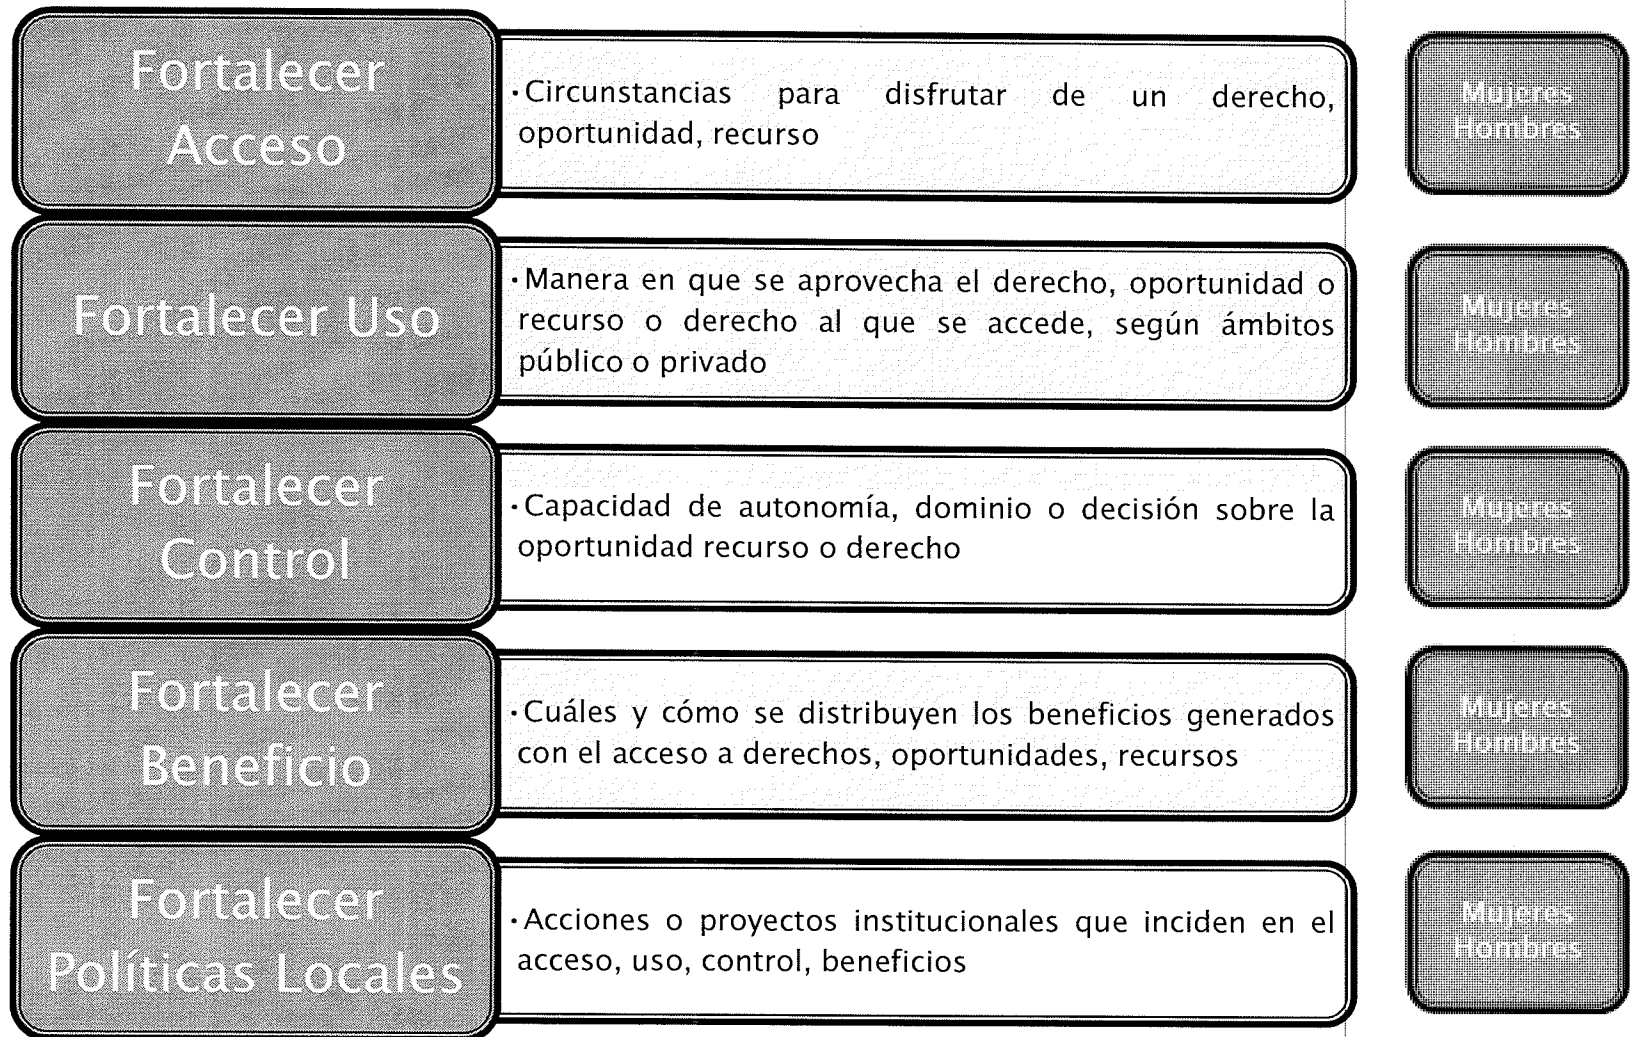 Fortalecer
Acceso
·Circunstancias para disfrutar de un derecho,
oportunidad, recurso
Mujeres
Hombres
Fortalecer Uso
·Manera en que se aprovecha el derecho, oportunidad o
recurso o derecho al que se accede, según ámbitos
público o privado
Mujeres
Hombres
Fortalecer
Control
·Capacidad de autonomía, dominio o decisión sobre la
oportunidad recurso o derecho
Mujeres
Hombres
Fortalecer
Beneficio
·Cuáles y cómo se distribuyen los beneficios generados
con el acceso a derechos, oportunidades, recursos
Mujeres
Hombres
Fortalecer
Políticas Locales
·Acciones o proyectos institucionales que inciden en el
acceso, uso, control, beneficios
Mujeres
Hombres